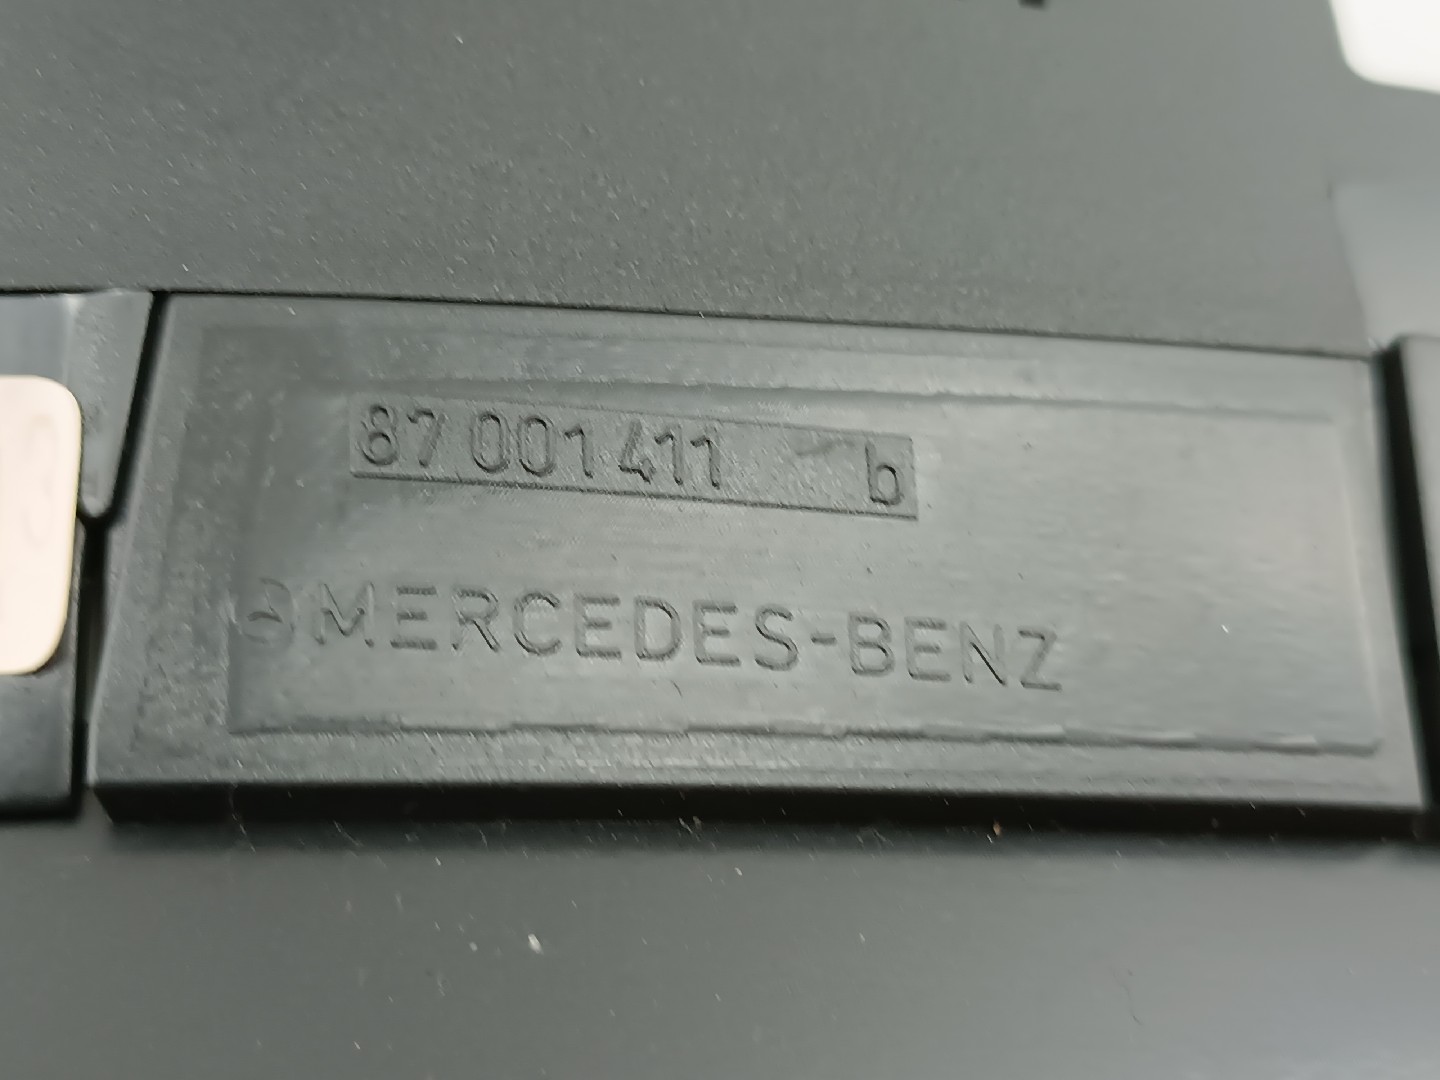 87 001 411 b
MERCEDES-BENZ